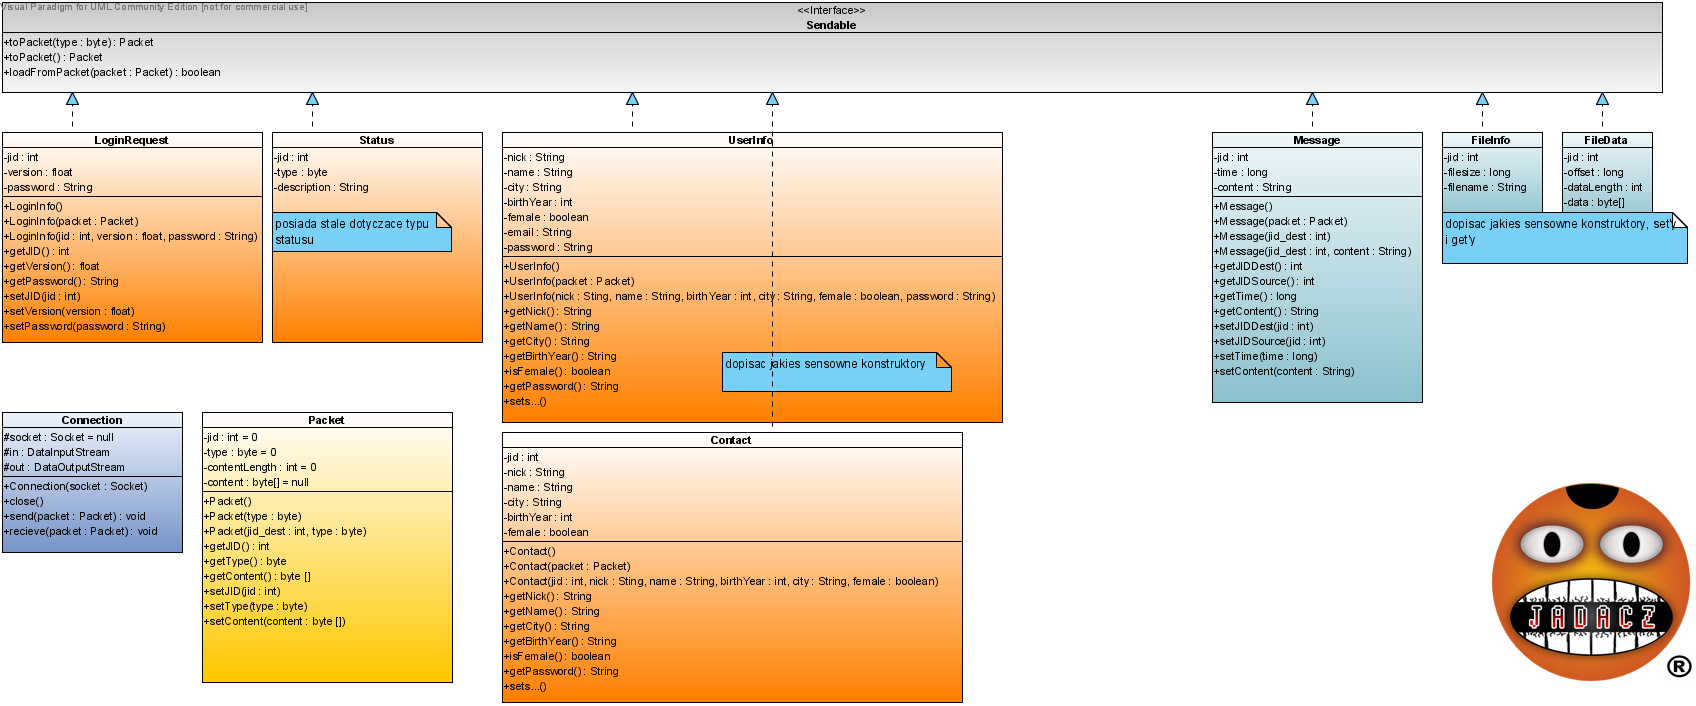 Visual Paradigm for UML Community Edition [not for commercial use]
<<Interface>>
Sendable
+toPacket(type : byte) : Packet
+toPacket() : Packet
+loadFromPacket(packet : Packet) : boolean
LoginRequest
-jid : int
-version : float
-password : String
+LoginInfo()
+LoginInfo(packet : Packet)
+LoginInfo(jid : int, version : float, password : String)
+getJID() : int
+getVersion() : float
+getPassword() : String
+setJID(jid : int)
+setVersion(version : float)
+setPassword(password : String)
Status
-jid : int
-type : byte
-description : String
posiada stale dotyczace typu
statusu
UserInfo
-nick : String
-name : String
-city : String
-birthYear : int
-female : boolean
-email : String
-password : String
+UserInfo()
+UserInfo(packet : Packet)
+UserInfo(nick : Sting, name : String, birthYear : int, city : String, female : boolean, password : String)
+getNick() : String
+getName() : String
+getCity() : String
+getBirthYear() : String
+isFemale() : boolean
+getPassword() : String
+sets...()
dopisac jakies sensowne konstruktory
Message
-jid : int
-time : long
-content : String
+Message()
+Message(packet : Packet)
+Message(jid_dest : int)
+Message(jid_dest : int, content : String)
+getJIDDest() : int
+getJIDSource() : int
+getTime() : long
+getContent() : String
+setJIDDest(jid : int)
+setJIDSource(jid : int)
+setTime(time : long)
+setContent(content : String)
FileInfo
-jid : int
-filesize : long
-filename : String
FileData
-jid : int
-offset : long
-dataLength : int
-data : byte[]
dopisac jakies sensowne konstruktory, set'y
i get'y
Connection
#socket : Socket = null
#in : DataInputStream
#out : DataOutputStream
+Connection(socket : Socket)
+close()
+send(packet : Packet) : void
+recieve(packet : Packet) : void
Packet
-jid : int = 0
-type : byte = 0
-contentLength : int = 0
-content : byte[] = null
+Packet()
+Packet(type : byte)
+Packet(jid_dest : int, type : byte)
+getJID() : int
+getType() : byte
+getContent() : byte []
+setJID(jid : int)
+setType(type : byte)
+setContent(content : byte [])
Contact
-jid : int
-nick : String
-name : String
-city : String
-birthYear : int
-female : boolean
+Contact()
+Contact(packet : Packet)
+Contact(jid : int, nick : Sting, name : String, birthYear : int, city : String, female : boolean)
+getNick() : String
+getName() : String
+getCity() : String
+getBirthYear() : String
+isFemale() : boolean
+getPassword() : String
+sets...()
JADACZ
®